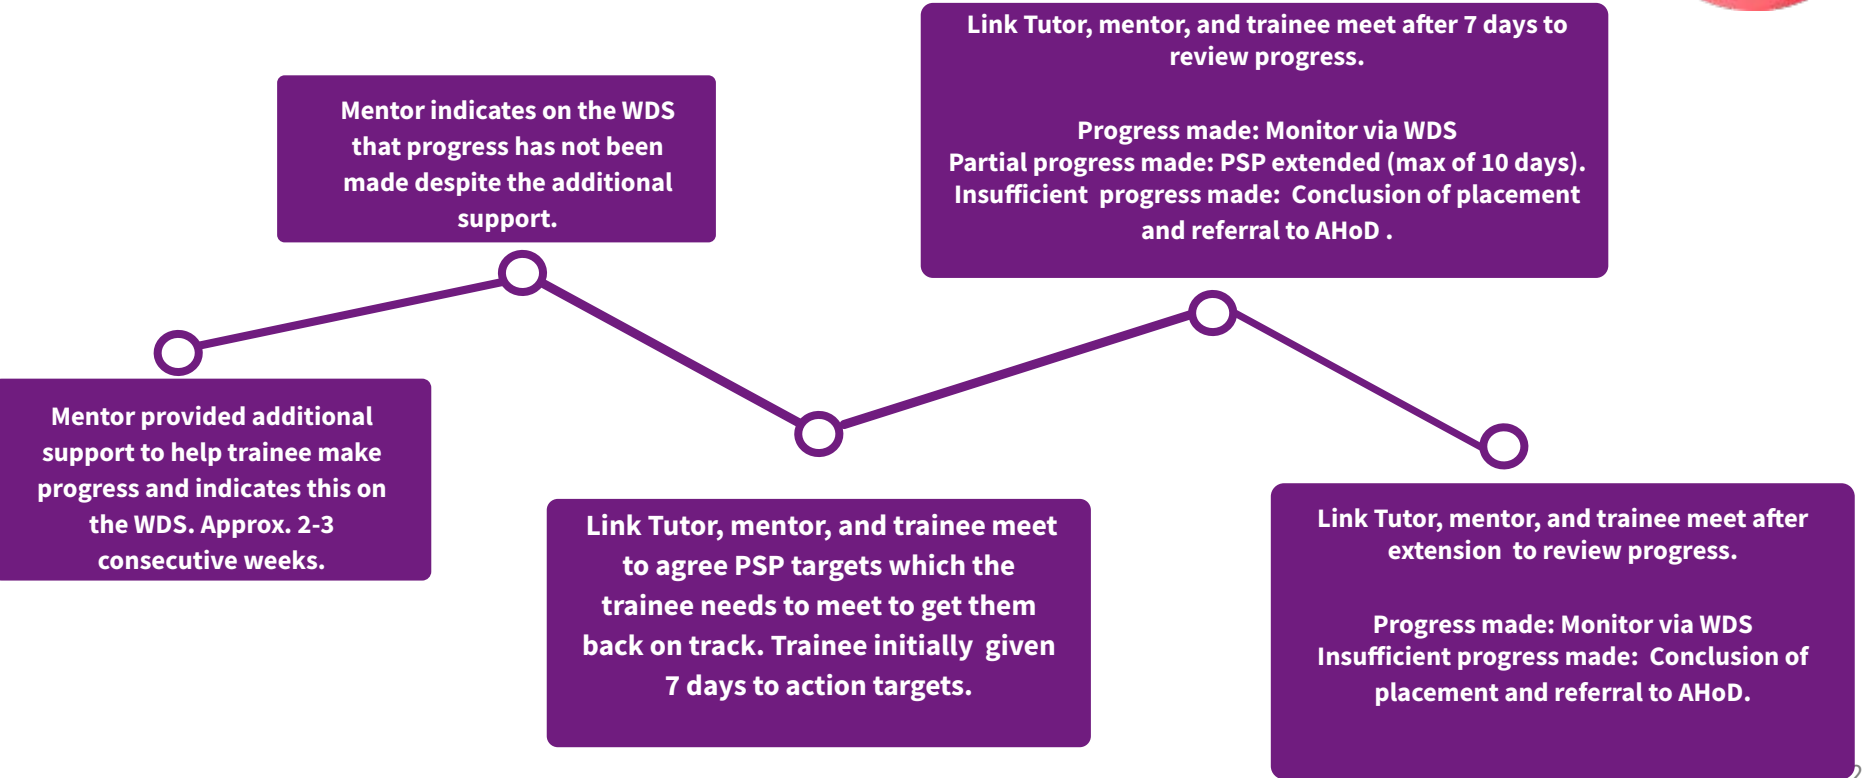 Mentor provided additional
support to help trainee make
progress and indicates this on
the WDS. Approx. 2-3
consecutive weeks.
Mentor indicates on the WDS
that progress has not been
made despite the additional
support.
Link Tutor, mentor, and trainee meet
to agree PSP targets which the
trainee needs to meet to get them
back on track. Trainee initially given
7 days to action targets.
Link Tutor, mentor, and trainee meet after 7 days to
review progress.
Progress made: Monitor via WDS
Partial progress made: PSP extended (max of 10 days).
Insufficient progress made: Conclusion of placement
and referral to AHoD .
Link Tutor, mentor, and trainee meet after
extension to review progress.
Progress made: Monitor via WDS
Insufficient progress made: Conclusion of
placement and referral to AHoD.